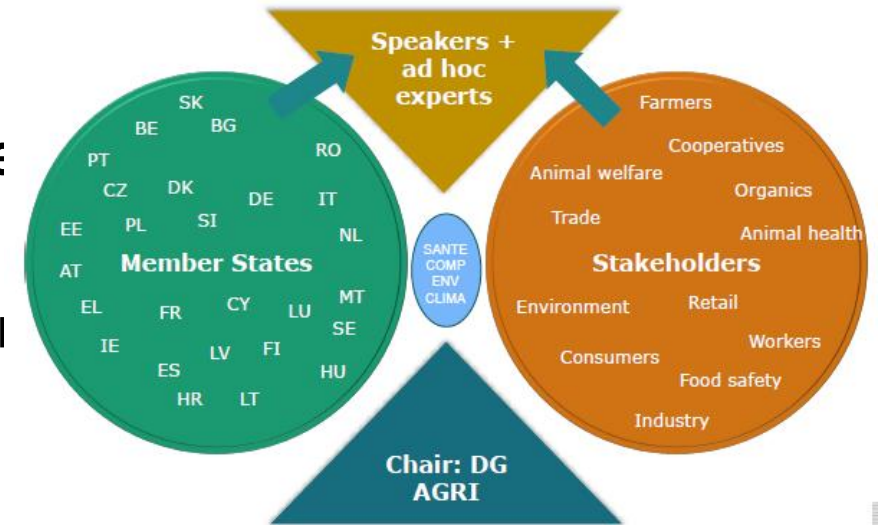 Speakers +
ad hoc
experts
SK
BE
BG
PT
RO
CZ
DK
DE
IT
EE
PL
SI
NL
Member States
AT
EL
FR
CY
LU
MT
SE
IE
LV
FI
ES
HU
HR
LT
SANTE
COMP
ENV
CLIMA
Farmers
Cooperatives
Animal welfare
Organics
Trade
Animal health
Stakeholders
Environment
Retail
Workers
Consumers
Food safety
Industry
Chair: DG
AGRI